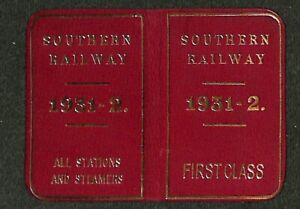 SOUTHERN
RAILWAY
1931-2.
ALL STATIONS
AND STEAMERS
SOUTHERN
RAILWAY
1931-2.
FIRST CLASS